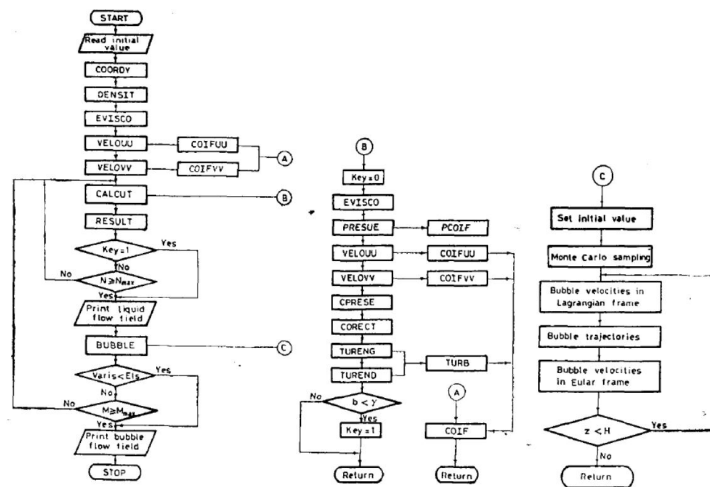 START
Read initial
value
COORDY
DENSIT
EVISCO
VELOUU
COIFUU
A
VELOVV
COIFVV
CALCUT
B
RESULT
Key=1
Yes
No
No
N≥Nmax
Yes
Print liquid
flow field
BUBBLE
C
Varis<Els
Yes
No
No
M≥Mmax
Yes
Print bubble
flow field
STOP
B
Key=0
EVISCO
PRESUE
PCOIF
VELOUU
COIFUU
VELOVV
COIFVV
CPRESE
CORECT
TURENG
TURB
TUREND
No
b<γ
Yes
Key=1
Return
A
COIF
Return
C
Set initial value
Monte Carlo sampling
Bubble velocities in
Lagrangian frame
Bubble trajectories
Bubble velocities
in Eular frame
z<H
Yes
No
Return